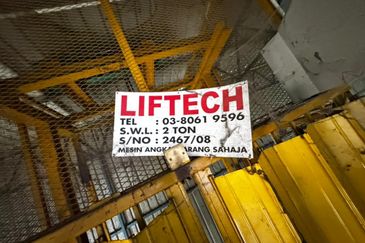 LIFTECH
TEL : 03-8061 9596
S.W.L : 2 TON
S/NO : 2467/08
MESIN ANGKAT BARANG SAHAJA